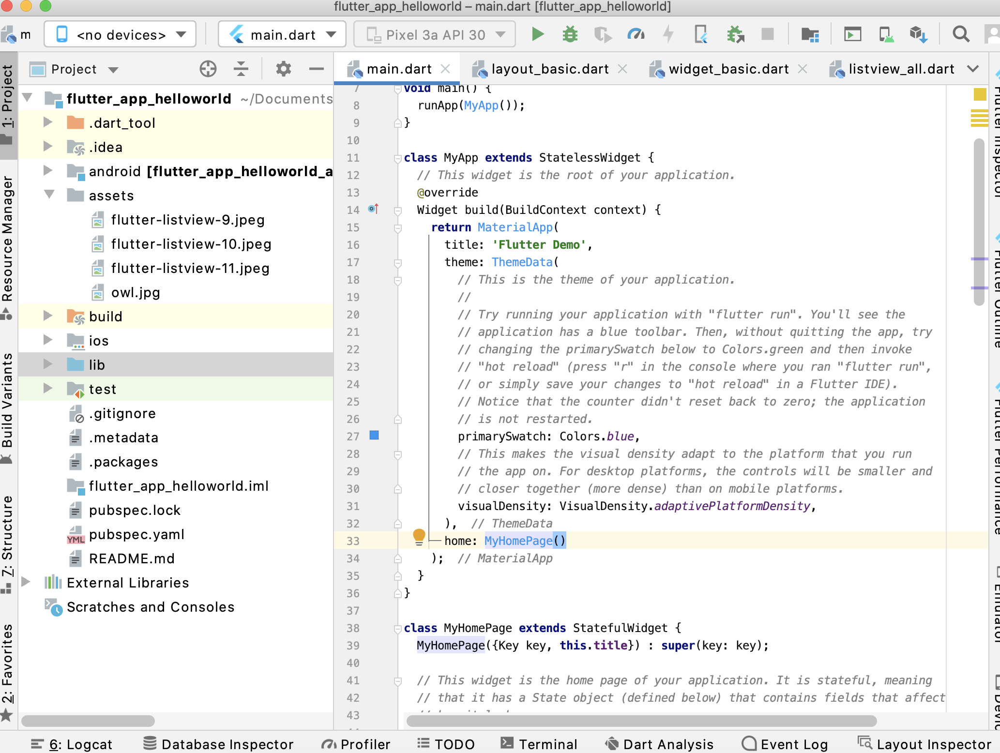 flutter_app_helloworld – main.dart [flutter_app_helloworld]
m
<no devices>
main.dart
Pixel 3a API 30
Project
main.dart
layout_basic.dart
widget_basic.dart
listview_all.dart
1: Project
Resource Manager
Build Variants
7: Structure
2: Favorites
flutter_app_helloworld ~/Documents
.dart_tool
.idea
android [flutter_app_helloworld_a
assets
flutter-listview-9.jpeg
flutter-listview-10.jpeg
flutter-listview-11.jpeg
owl.jpg
build
ios
lib
test
.gitignore
.metadata
.packages
flutter_app_helloworld.iml
pubspec.lock
YML pubspec.yaml
README.md
External Libraries
Scratches and Consoles
7 void main() {
8 runApp(MyApp());
9 }
10
11 class MyApp extends StatelessWidget {
12 // This widget is the root of your application.
13 @override
14 Widget build(BuildContext context) {
15 return MaterialApp(
16 title: 'Flutter Demo',
17 theme: ThemeData(
18 // This is the theme of your application.
19 //
20 // Try running your application with "flutter run". You'll see the
21 // application has a blue toolbar. Then, without quitting the app, try
22 // changing the primarySwatch below to Colors.green and then invoke
23 // "hot reload" (press "r" in the console where you ran "flutter run",
24 // or simply save your changes to "hot reload" in a Flutter IDE).
25 // Notice that the counter didn't reset back to zero; the application
26 // is not restarted.
27 primarySwatch: Colors.blue,
28 // This makes the visual density adapt to the platform that you run
29 // the app on. For desktop platforms, the controls will be smaller and
30 // closer together (more dense) than on mobile platforms.
31 visualDensity: VisualDensity.adaptivePlatformDensity,
32 ), // ThemeData
33 home: MyHomePage()
34 ); // MaterialApp
35 }
36 }
37
38 class MyHomePage extends StatefulWidget {
39 MyHomePage({Key key, this.title}) : super(key: key);
40
41 // This widget is the home page of your application. It is stateful, meaning
42 // that it has a State object (defined below) that contains fields that affect
43
Flutter Inspector
Flutter Outline
Flutter Performance
Emulator
6: Logcat
Database Inspector
Profiler
TODO
Terminal
Dart Analysis
Event Log
Layout Inspector